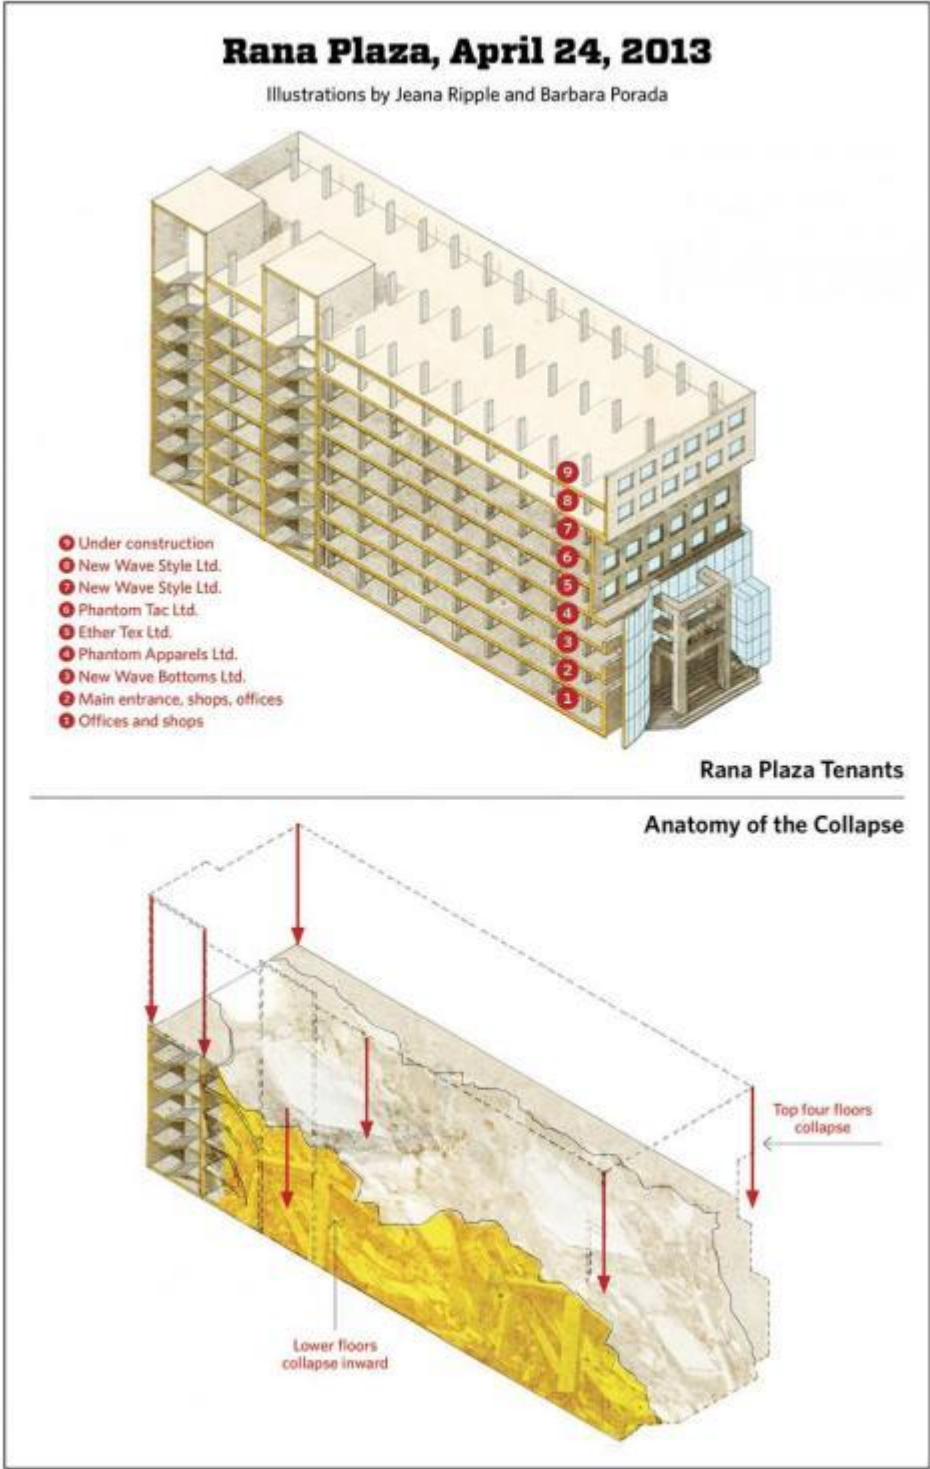 Rana Plaza, April 24, 2013
Illustrations by Jeana Ripple and Barbara Porada
9
8
7
6
5
4
3
2
1
9 Under construction
8 New Wave Style Ltd.
7 New Wave Style Ltd.
6 Phantom Tac Ltd.
5 Ether Tex Ltd.
4 Phantom Apparels Ltd.
3 New Wave Bottoms Ltd.
2 Main entrance, shops, offices
1 Offices and shops
Rana Plaza Tenants
Anatomy of the Collapse
Top four floors
collapse
Lower floors
collapse inward